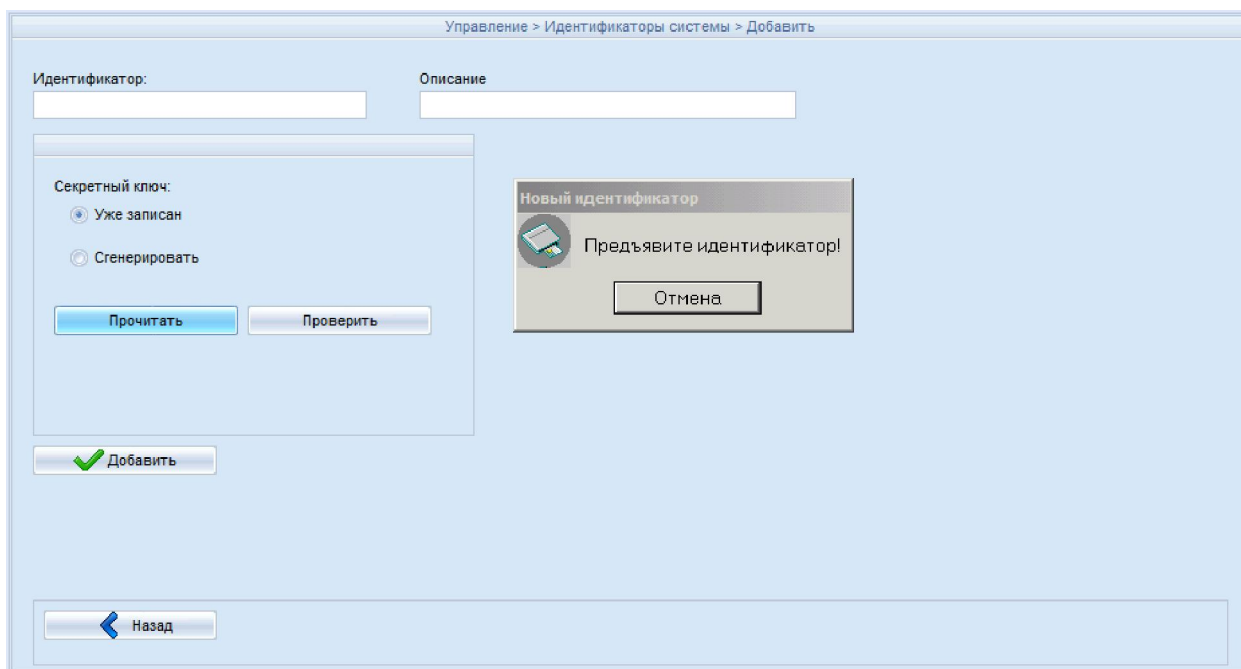 Управление > Идентификаторы системы > Добавить
Идентификатор:
Описание
Секретный ключ:
Уже записан
Сгенерировать
Прочитать
Проверить
Новый идентификатор
Предъявите идентификатор!
Отмена
Добавить
Назад